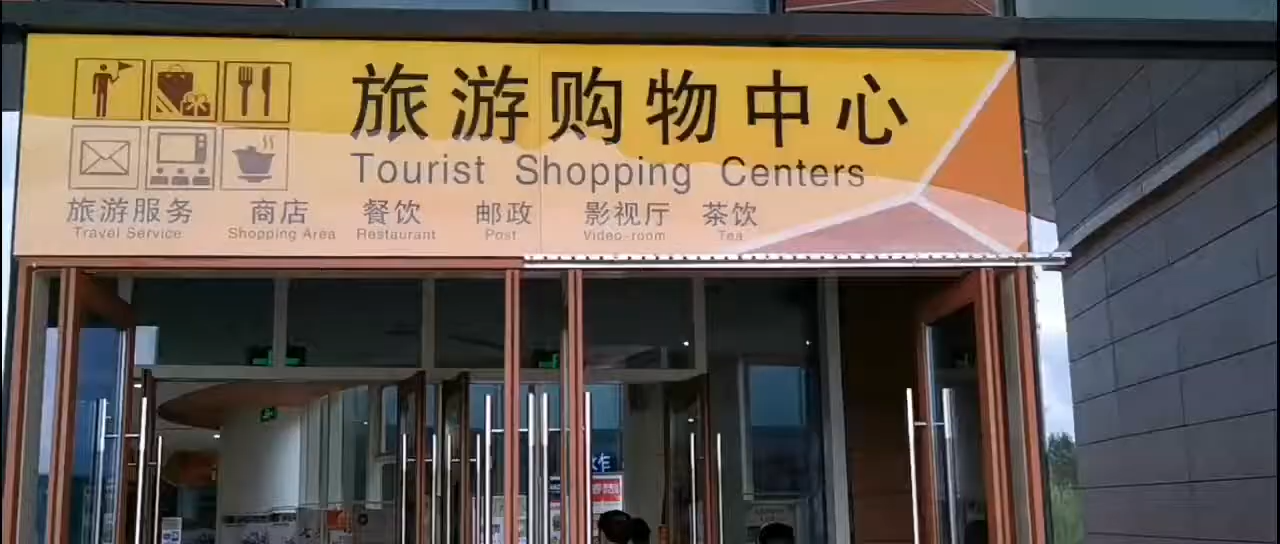 旅游购物中心
Tourist Shopping Centers
旅游服务 商店 餐饮 邮政 影视厅 茶饮
Travel Service Shopping Area Restaurant Post Video-room Tea